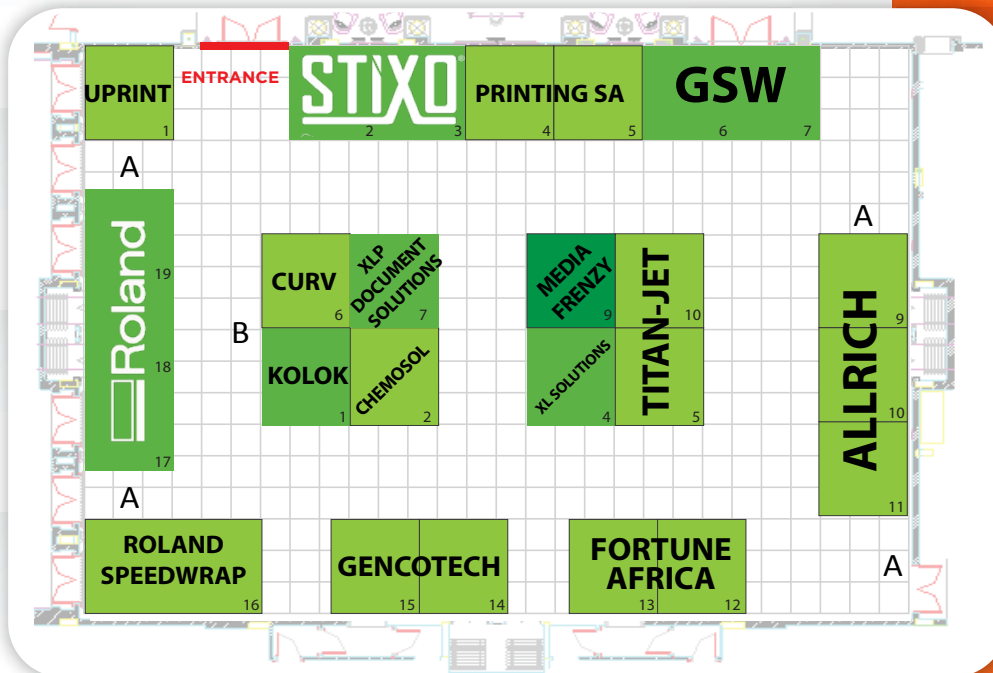 ENTRANCE
UPRINT
1
STIXO
2
3
PRINTING SA
4
5
GSW
6
7
A
Roland
19
18
17
A
B
CURV
6
XLP
DOCUMENT
SOLUTIONS
7
KOLOK
1
CHEMOSOL
2
MEDIA
FRENZY
9
TITAN-JET
10
5
XL SOLUTIONS
4
A
ALLRICH
9
10
11
A
ROLAND
SPEEDWRAP
16
GENCOTECH
15
14
FORTUNE
AFRICA
13
12